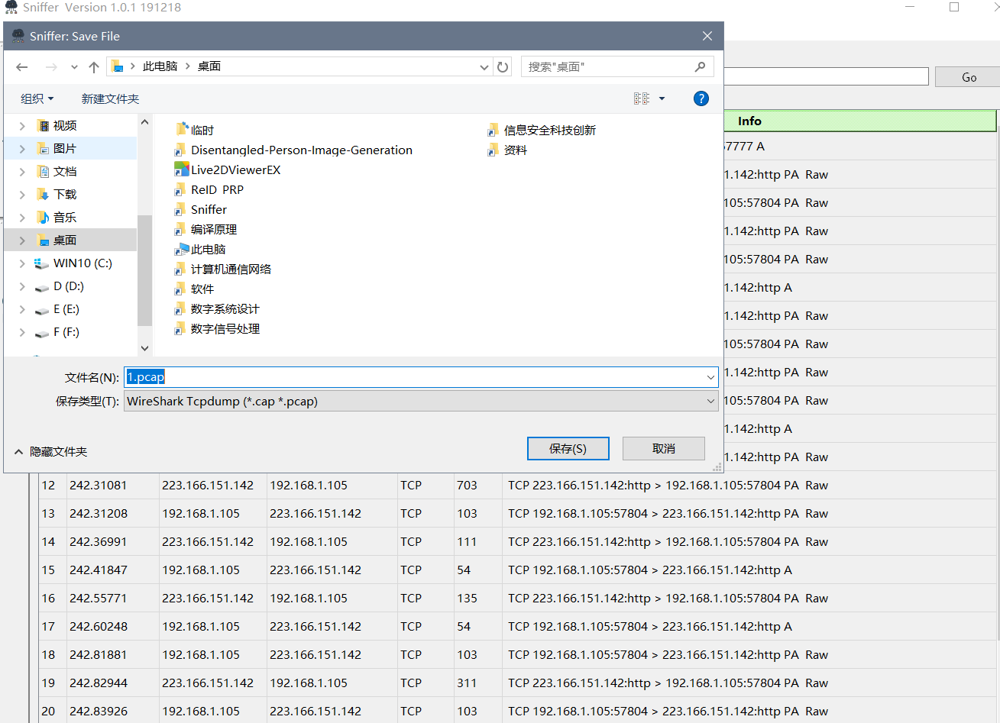 Sniffer Version 1.0.1 191218
Sniffer: Save File
此电脑 桌面
搜索"桌面"
Go
组织 新建文件夹
视频
图片
文档
下载
音乐
桌面
WIN10 (C:)
D (D:)
E (E:)
F (F:)
临时
Disentangled-Person-Image-Generation
Live2DViewerEX
ReID PRP
Sniffer
编译原理
此电脑
计算机通信网络
软件
数字系统设计
数字信号处理
信息安全科技创新
资料
文件名(N): 1.pcap
保存类型(T): WireShark Tcpdump (*.cap *.pcap)
隐藏文件夹
保存(S) 取消
Info
57777 A
1.142:http PA Raw
105:57804 PA Raw
1.142:http PA Raw
105:57804 PA Raw
1.142:http A
1.142:http PA Raw
105:57804 PA Raw
1.142:http PA Raw
105:57804 PA Raw
1.142:http A
1.142:http PA Raw
12 242.31081 223.166.151.142 192.168.1.105 TCP 703 TCP 223.166.151.142:http > 192.168.1.105:57804 PA Raw
13 242.31208 192.168.1.105 223.166.151.142 TCP 103 TCP 192.168.1.105:57804 > 223.166.151.142:http PA Raw
14 242.36991 223.166.151.142 192.168.1.105 TCP 111 TCP 223.166.151.142:http > 192.168.1.105:57804 PA Raw
15 242.41847 192.168.1.105 223.166.151.142 TCP 54 TCP 192.168.1.105:57804 > 223.166.151.142:http A
16 242.55771 223.166.151.142 192.168.1.105 TCP 135 TCP 223.166.151.142:http > 192.168.1.105:57804 PA Raw
17 242.60248 192.168.1.105 223.166.151.142 TCP 54 TCP 192.168.1.105:57804 > 223.166.151.142:http A
18 242.81881 192.168.1.105 223.166.151.142 TCP 103 TCP 192.168.1.105:57804 > 223.166.151.142:http PA Raw
19 242.82944 223.166.151.142 192.168.1.105 TCP 311 TCP 223.166.151.142:http > 192.168.1.105:57804 PA Raw
20 242.83926 192.168.1.105 223.166.151.142 TCP 103 TCP 192.168.1.105:57804 > 223.166.151.142:http PA Raw